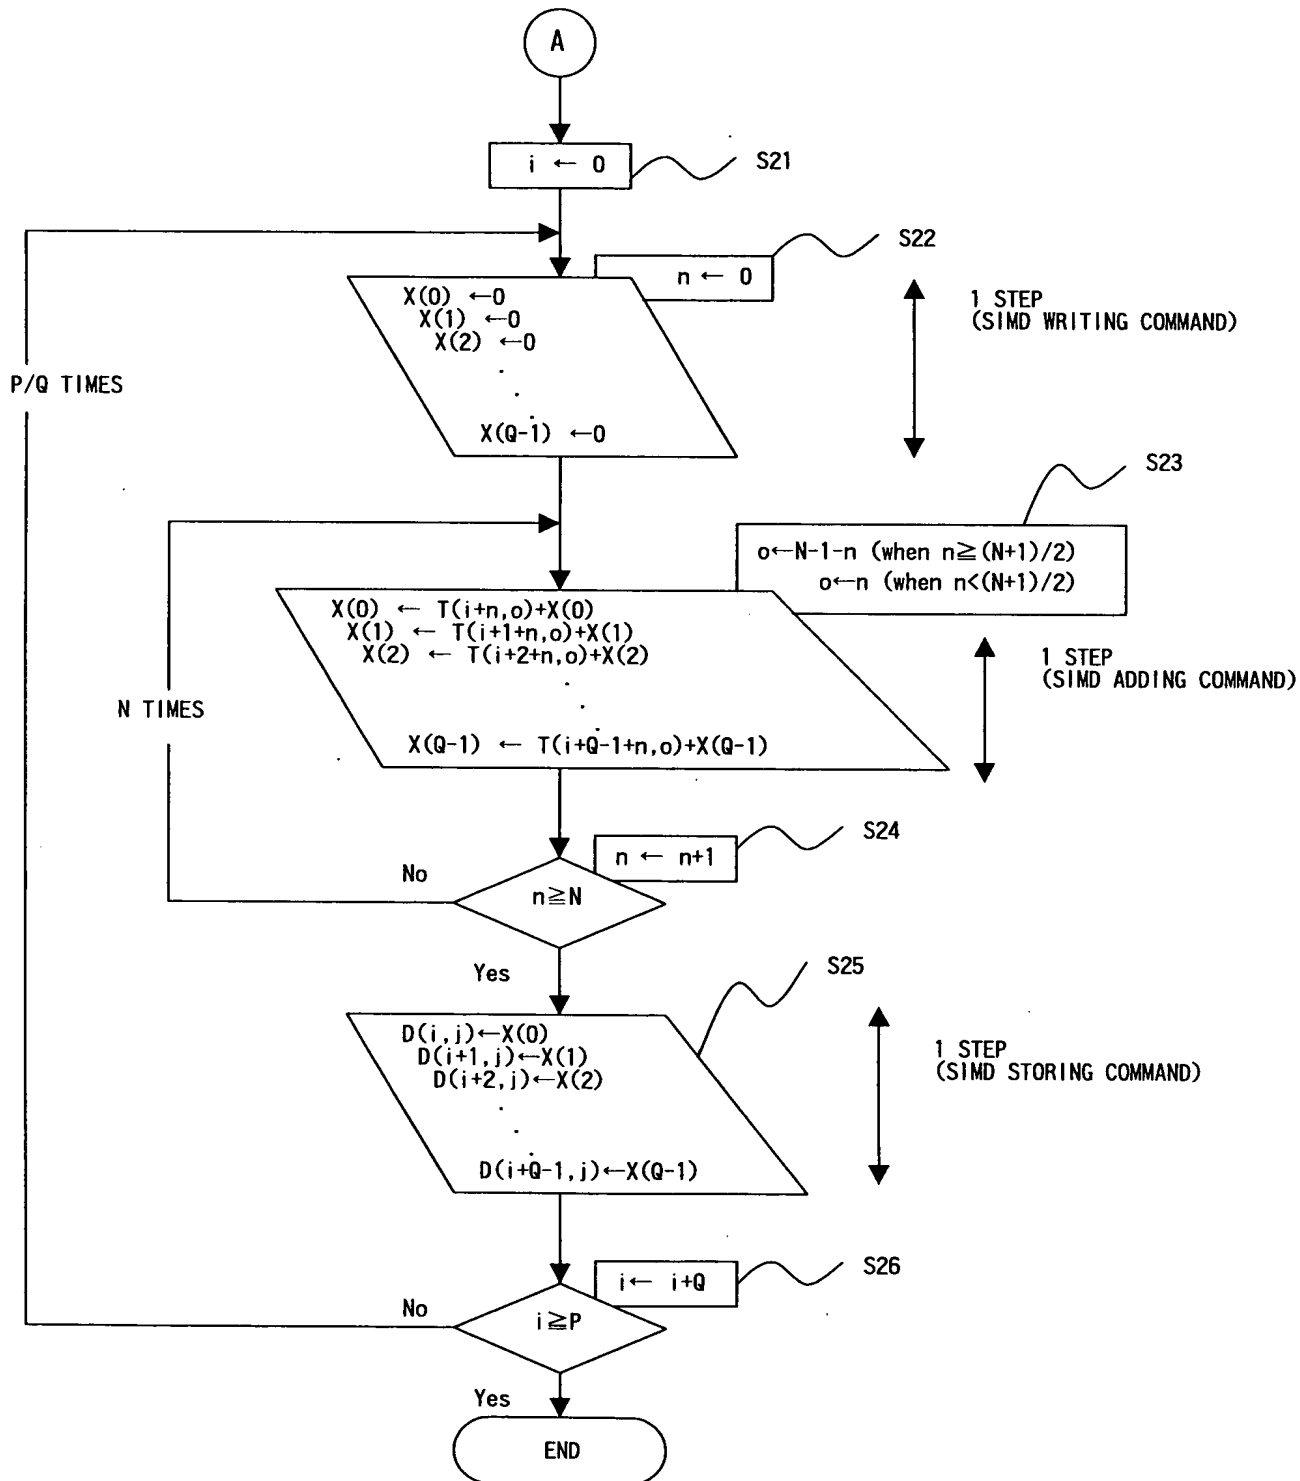 A
i ← 0
S21
S22
n ← 0
X(0) ←0
X(1) ←0
X(2) ←0
.
.
.
X(Q-1) ←0
1 STEP
(SIMD WRITING COMMAND)
P/Q TIMES
S23
o←N-1-n (when n≧(N+1)/2)
o←n (when n<(N+1)/2)
X(0) ← T(i+n,o)+X(0)
X(1) ← T(i+1+n,o)+X(1)
X(2) ← T(i+2+n,o)+X(2)
.
.
.
X(Q-1) ← T(i+Q-1+n,o)+X(Q-1)
1 STEP
(SIMD ADDING COMMAND)
N TIMES
S24
n ← n+1
No
n≧N
Yes
S25
D(i,j)←X(0)
D(i+1,j)←X(1)
D(i+2,j)←X(2)
.
.
.
D(i+Q-1,j)←X(Q-1)
1 STEP
(SIMD STORING COMMAND)
S26
i← i+Q
No
i≧P
Yes
END